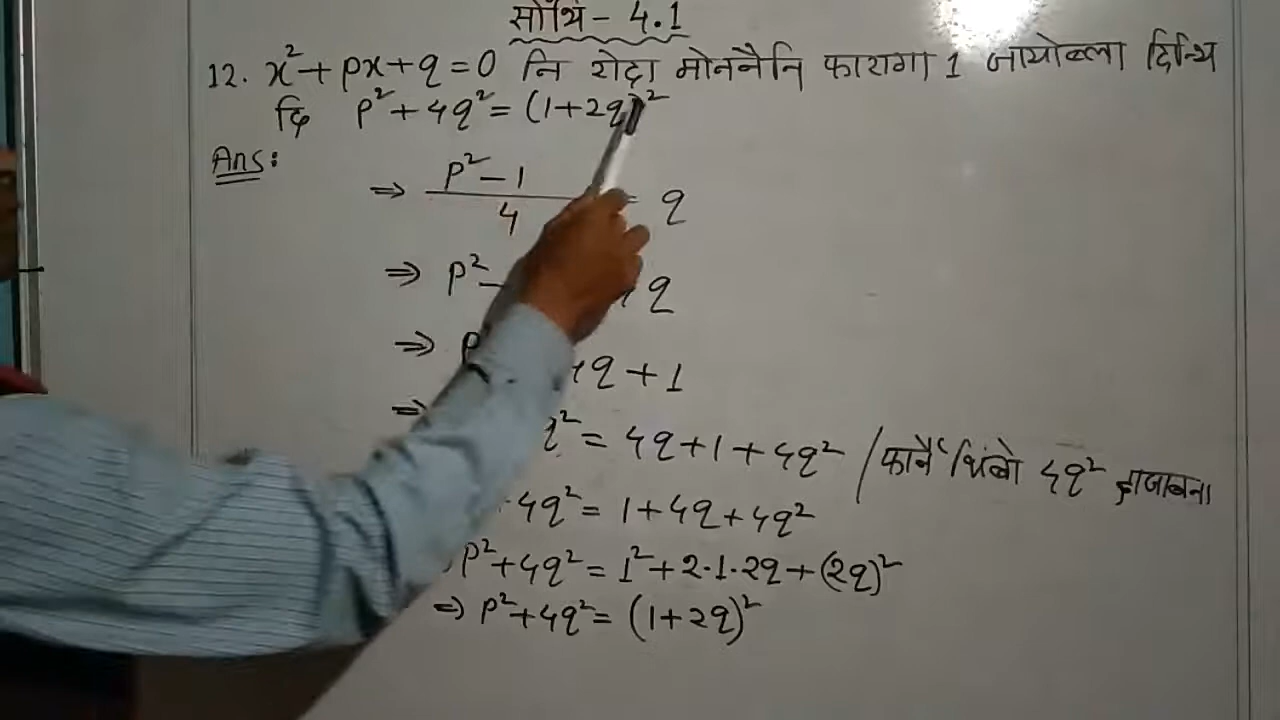 सोँथि - 4.1
12. x² + px + q = 0 नि रोदा मोननैनि फारागा 1 जायोब्ला दिन्थि
दि p² + 4q² = (1+2q)²
Ans:
⇒ p² - 1 / 4 = q
⇒ p² - q
⇒ p q + 1
⇒ q² = 4q + 1 + 4q² / फार्नै थिंबो 4q² दाजाबना
4q² = 1 + 4q + 4q²
p² + 4q² = 1² + 2·1·2q + (2q)²
⇒ p² + 4q² = (1+2q)²